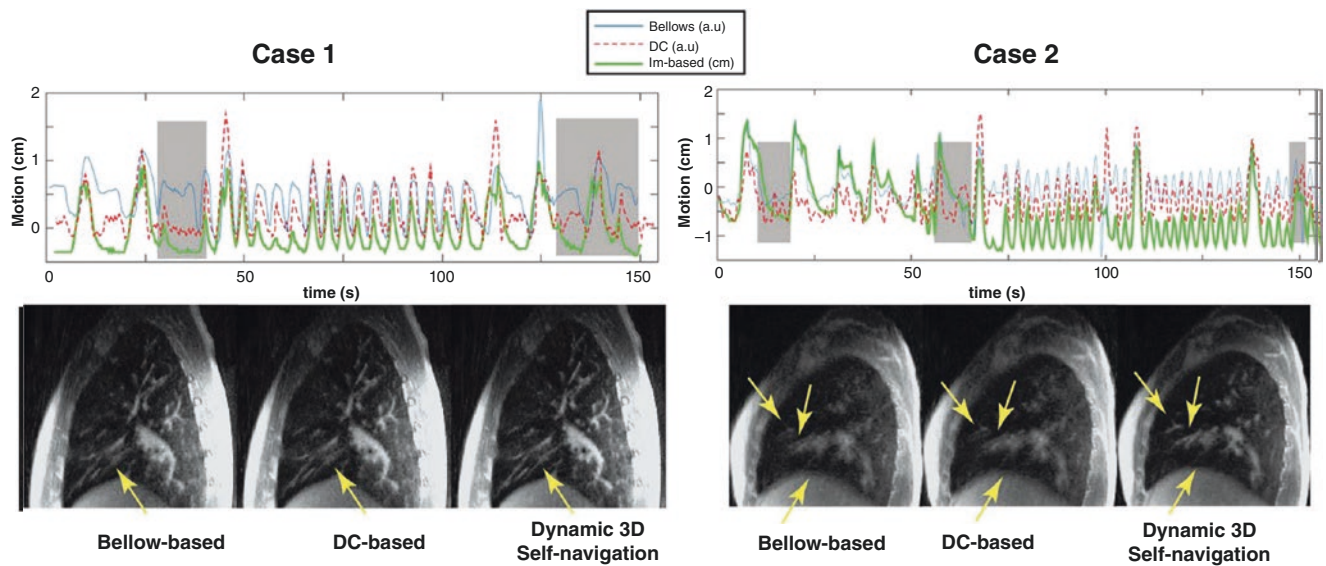 Bellows (a.u)
DC (a.u)
Im-based (cm)
Case 1
Case 2
Motion (cm)
2
1
0
0
50
100
150
time (s)
Motion (cm)
2
1
0
−1
0
50
100
150
time (s)
Bellow-based
DC-based
Dynamic 3D
Self-navigation
Bellow-based
DC-based
Dynamic 3D
Self-navigation